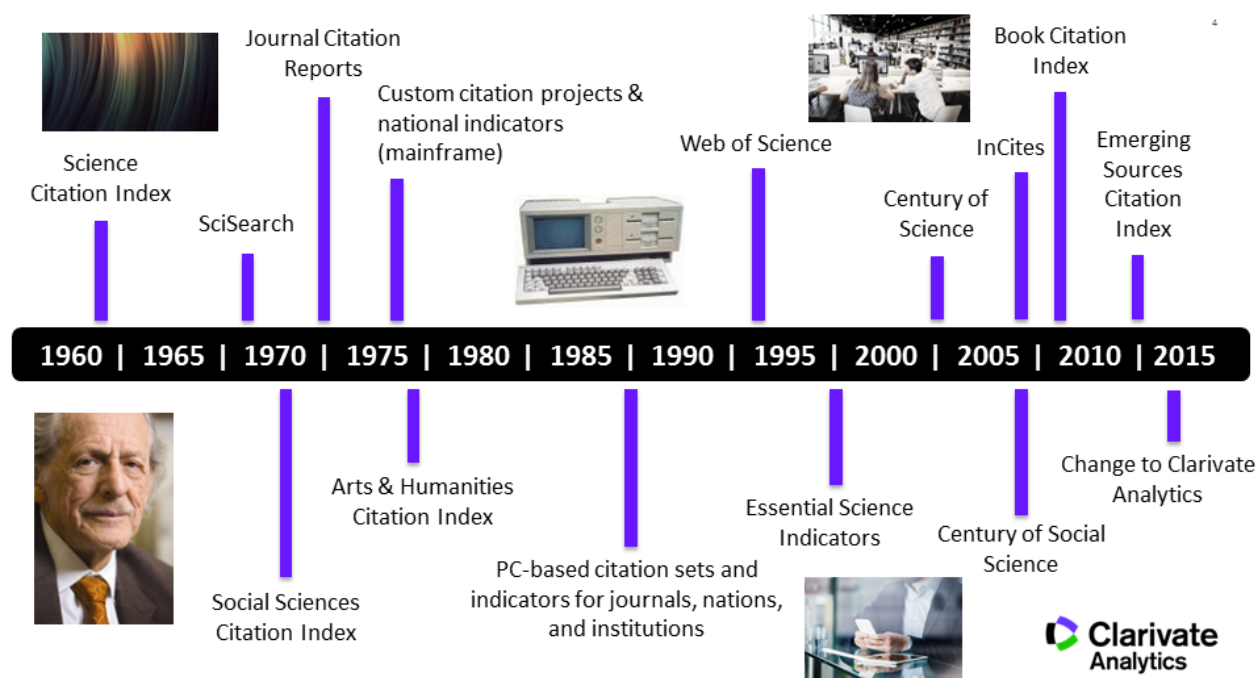 4
Journal Citation
Reports
Book Citation
Index
Custom citation projects &
national indicators
(mainframe)
Web of Science
InCites
Emerging
Sources
Citation
Index
Science
Citation Index
SciSearch
Century of
Science
1960 | 1965 | 1970 | 1975 | 1980 | 1985 | 1990 | 1995 | 2000 | 2005 | 2010 | 2015
Arts & Humanities
Citation Index
Change to Clarivate
Analytics
Essential Science
Indicators
Century of Social
Science
PC-based citation sets and
indicators for journals, nations,
and institutions
Social Sciences
Citation Index
Clarivate
Analytics